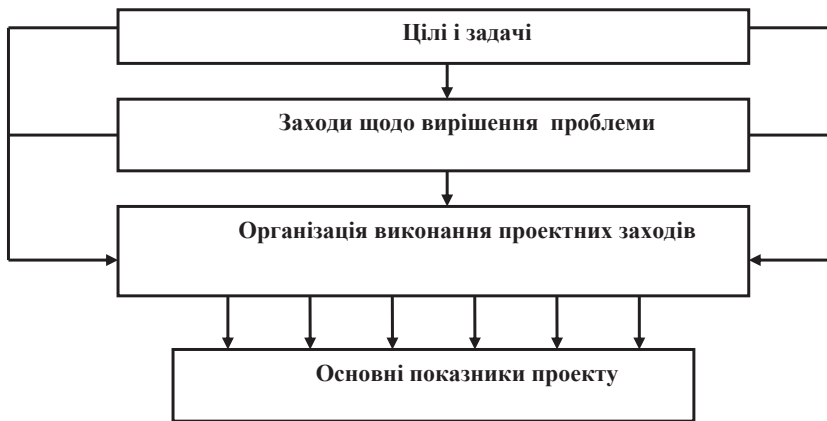 Цілі і задачі
Заходи щодо вирішення проблеми
Організація виконання проектних заходів
Основні показники проекту